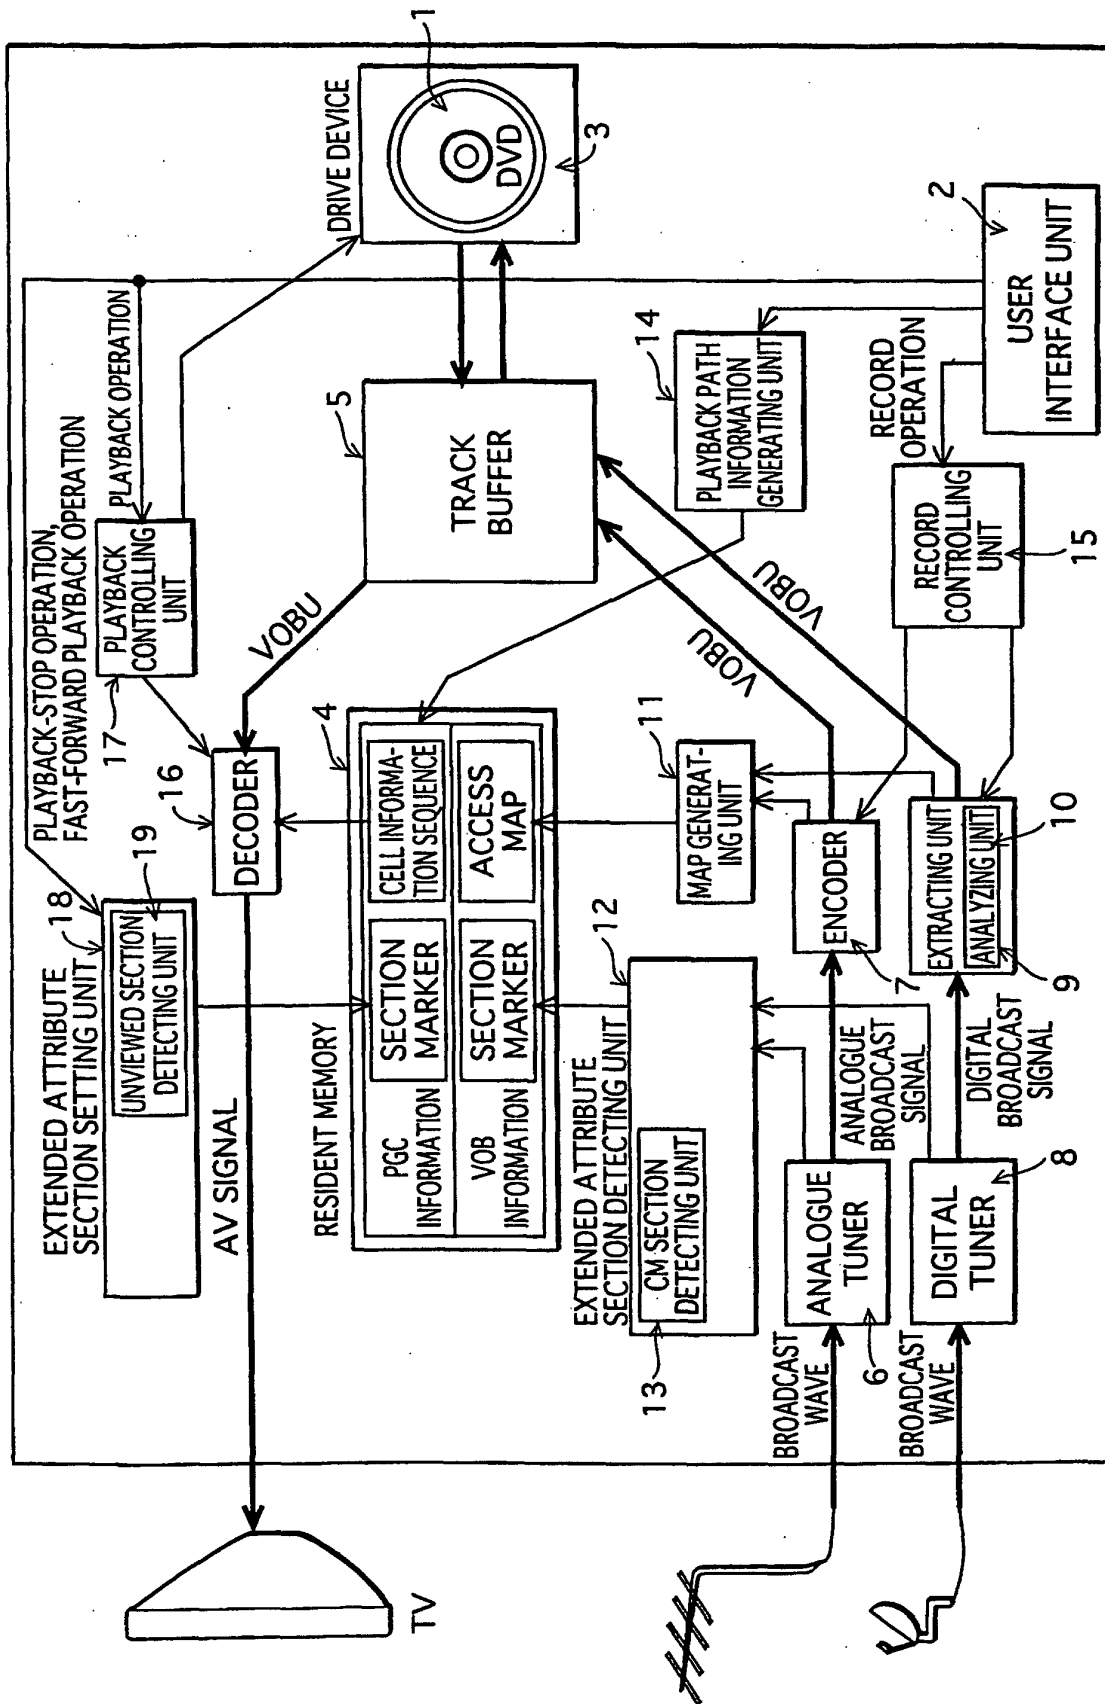 PLAYBACK-STOP OPERATION,
FAST-FORWARD PLAYBACK OPERATION
PLAYBACK OPERATION
EXTENDED ATTRIBUTE
SECTION SETTING UNIT
18
UNVIEWED SECTION
DETECTING UNIT
19
17
PLAYBACK
CONTROLLING
UNIT
DRIVE DEVICE
1
DVD
3
TV
AV SIGNAL
16
DECODER
VOBU
5
TRACK
BUFFER
RESIDENT MEMORY
4
PGC
INFORMATION
SECTION
MARKER
CELL INFORMA-
TION SEQUENCE
VOB
INFORMATION
SECTION
MARKER
ACCESS
MAP
EXTENDED ATTRIBUTE
SECTION DETECTING UNIT
12
13
CM SECTION
DETECTING UNIT
11
MAP GENERAT-
ING UNIT
VOBU
VOBU
14
PLAYBACK PATH
INFORMATION
GENERATING UNIT
BROADCAST
WAVE
6
ANALOGUE
TUNER
ANALOGUE
BROADCAST
SIGNAL
7
ENCODER
RECORD
OPERATION
RECORD
CONTROLLING
UNIT
15
2
USER
INTERFACE UNIT
BROADCAST
WAVE
DIGITAL
TUNER
8
DIGITAL
BROADCAST
SIGNAL
EXTRACTING UNIT
ANALYZING UNIT
9
10